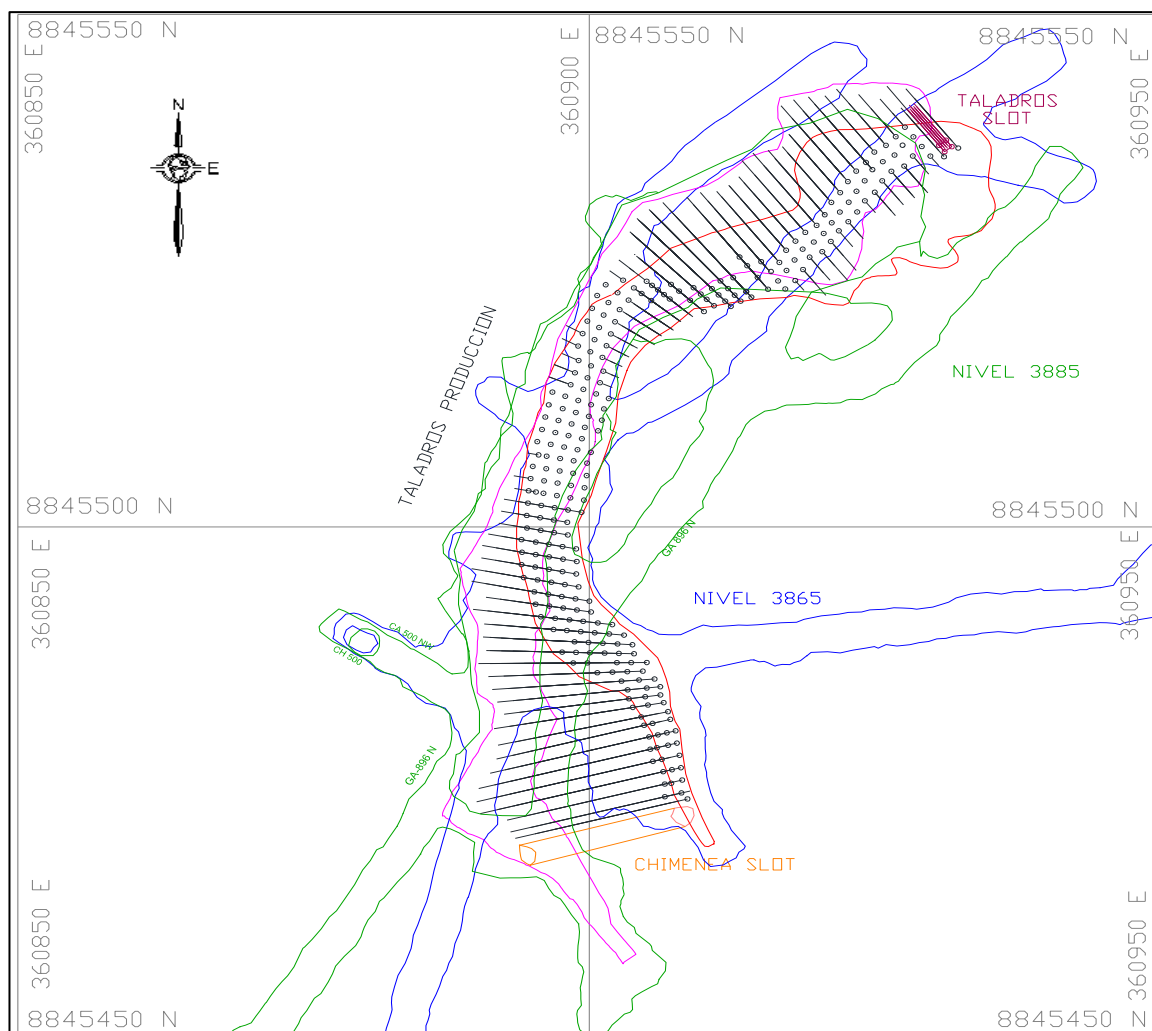 8845550 N
8845550 N
8845550 N
360850 E
360900 E
360950 E
N
E
TALADROS
SLOT
TALADROS PRODUCCION
NIVEL 3885
8845500 N
8845500 N
GA 896 N
360850 E
360950 E
NIVEL 3865
CA 500 NW
CH 500
GA-896 N
CHIMENEA SLOT
360850 E
360950 E
8845450 N
8845450 N